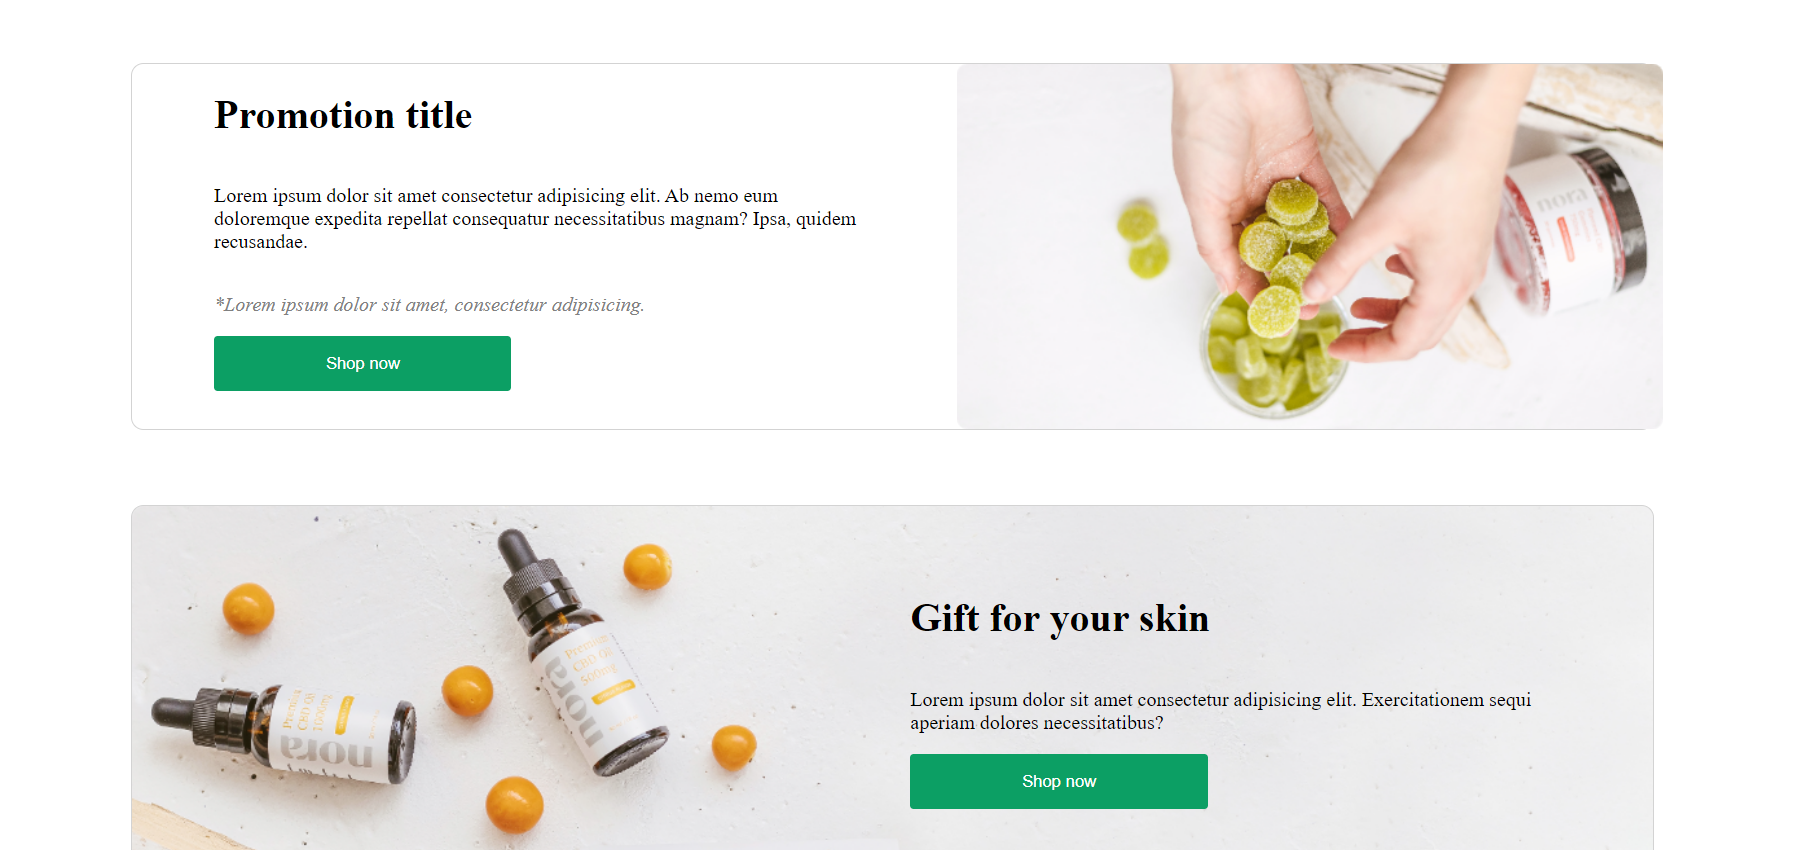 Promotion title
Lorem ipsum dolor sit amet consectetur adipisicing elit. Ab nemo eum
doloremque expedita repellat consequatur necessitatibus magnam? Ipsa, quidem
recusandae.
*Lorem ipsum dolor sit amet, consectetur adipisicing.
Shop now
nora
Premium
CBD Oil
500mg
nora
Premium
CBD Oil
1000mg
nora
Gift for your skin
Lorem ipsum dolor sit amet consectetur adipisicing elit. Exercitationem sequi
aperiam dolores necessitatibus?
Shop now